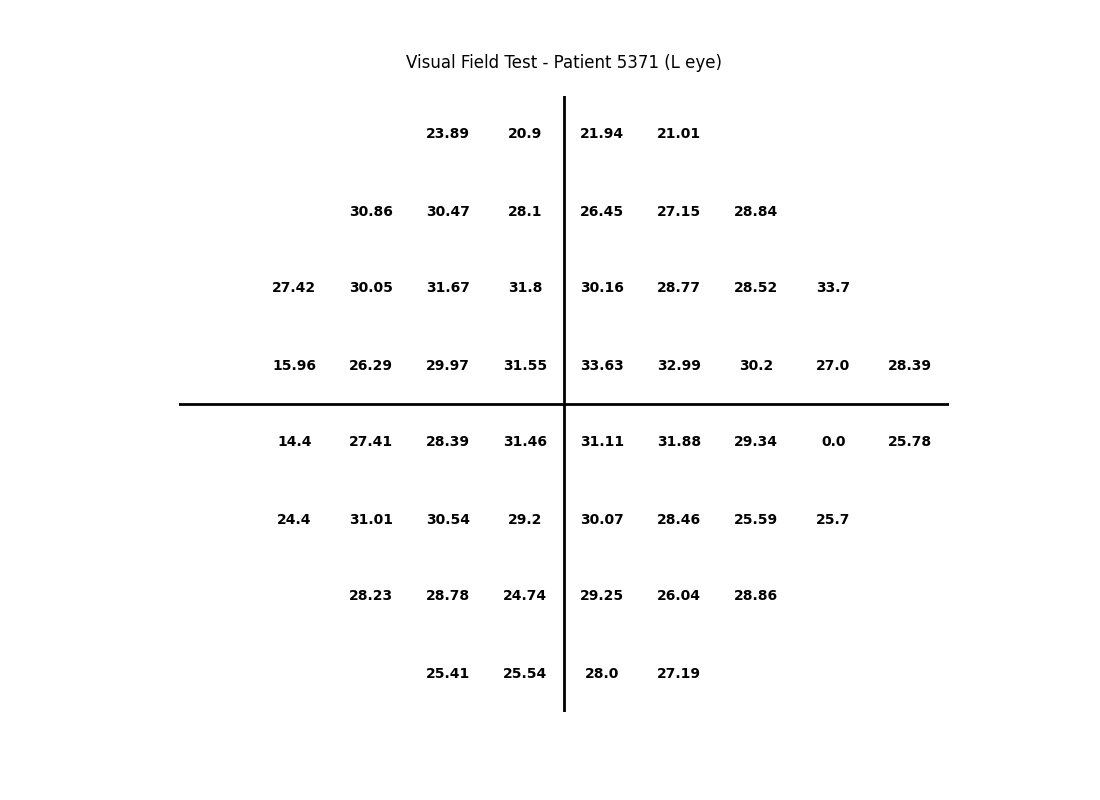 Visual Field Test - Patient 5371 (L eye)
23.89 20.9 21.94 21.01
30.86 30.47 28.1 26.45 27.15 28.84
27.42 30.05 31.67 31.8 30.16 28.77 28.52 33.7
15.96 26.29 29.97 31.55 33.63 32.99 30.2 27.0 28.39
14.4 27.41 28.39 31.46 31.11 31.88 29.34 0.0 25.78
24.4 31.01 30.54 29.2 30.07 28.46 25.59 25.7
28.23 28.78 24.74 29.25 26.04 28.86
25.41 25.54 28.0 27.19